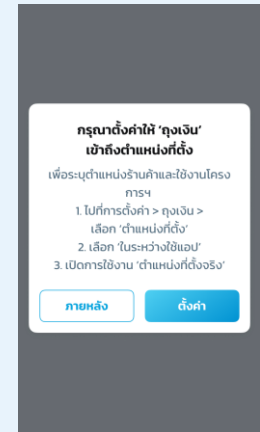 กรุณาตั้งค่าให้ ‘ถุงเงิน’
เข้าถึงตำแหน่งที่ตั้ง
เพื่อระบุตำแหน่งร้านค้าและใช้งานโครง
การฯ
1. ไปที่การตั้งค่า > ถุงเงิน >
เลือก ‘ตำแหน่งที่ตั้ง’
2. เลือก ‘ในระหว่างใช้แอป’
3. เปิดการใช้งาน ‘ตำแหน่งที่ตั้งจริง’
ภายหลัง
ตั้งค่า